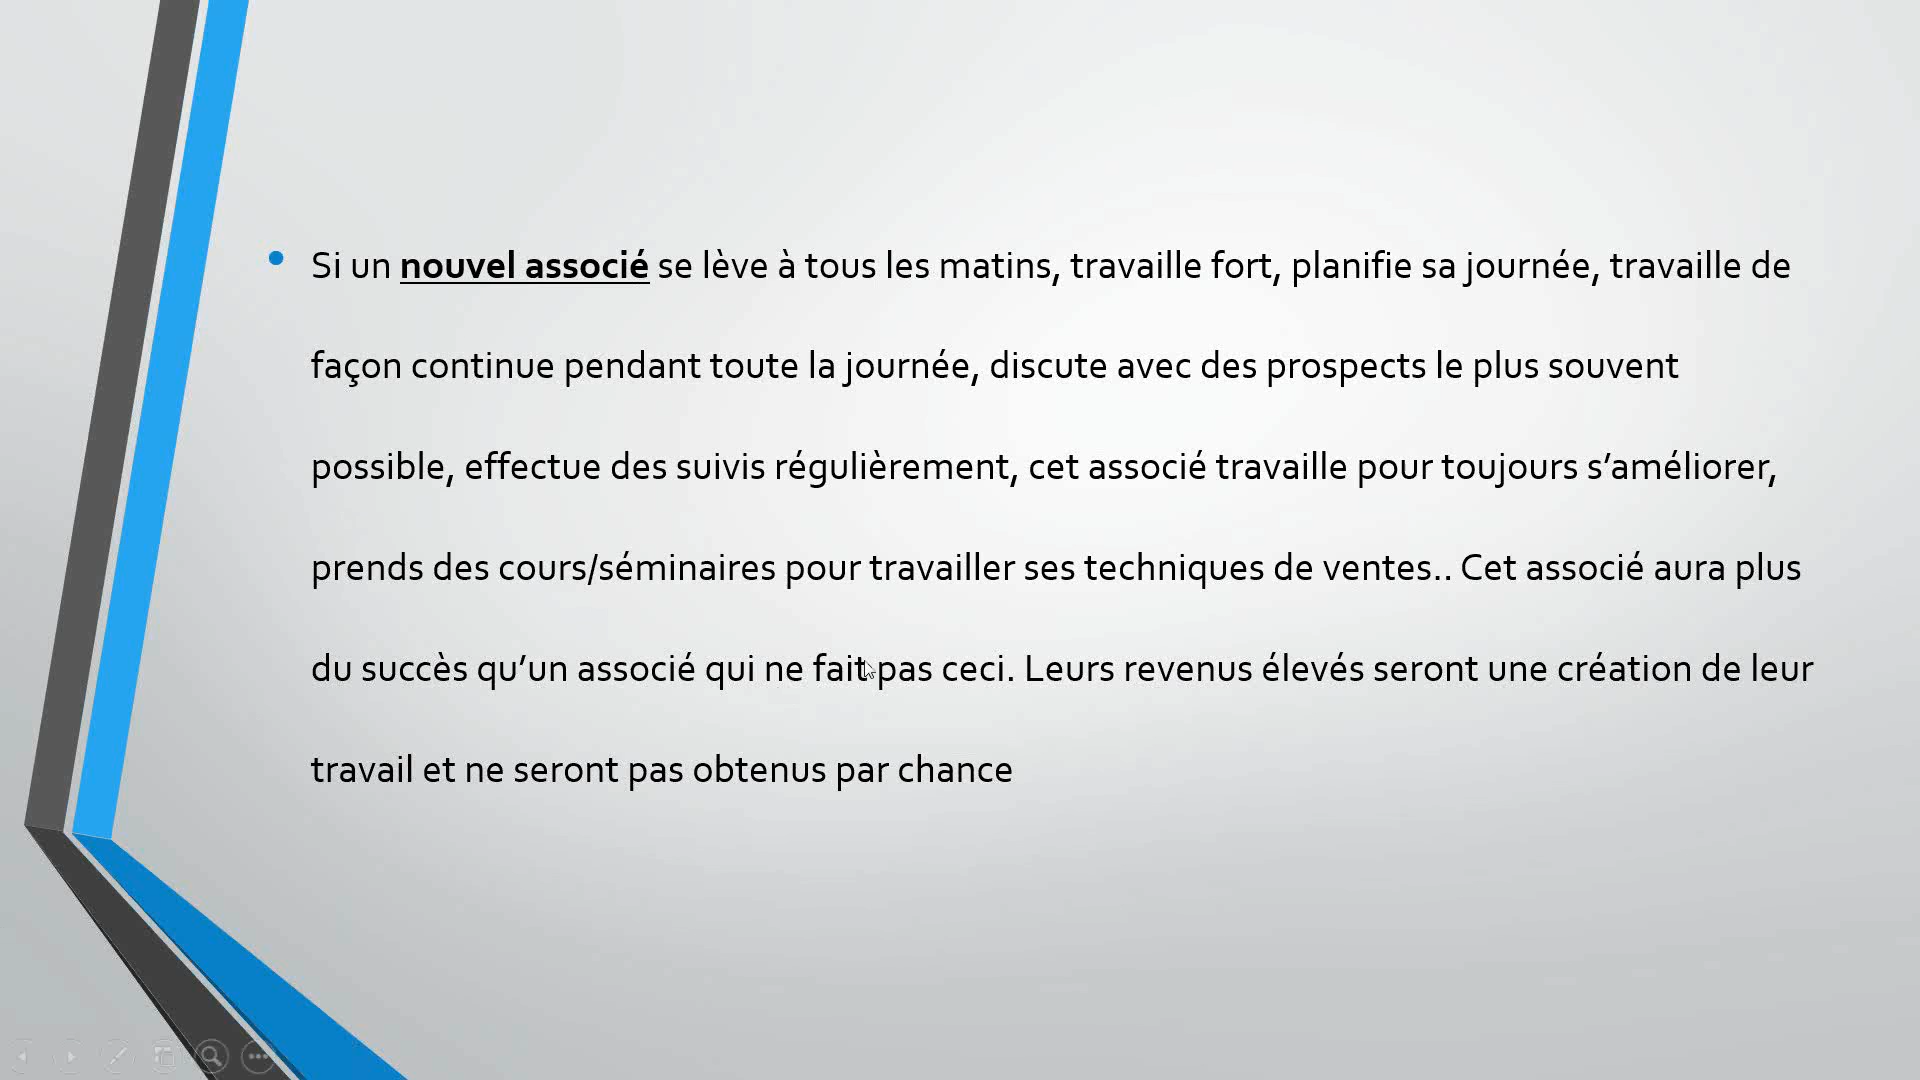 • Si un nouvel associé se lève à tous les matins, travaille fort, planifie sa journée, travaille de
façon continue pendant toute la journée, discute avec des prospects le plus souvent
possible, effectue des suivis régulièrement, cet associé travaille pour toujours s’améliorer,
prends des cours/séminaires pour travailler ses techniques de ventes.. Cet associé aura plus
du succès qu’un associé qui ne fait pas ceci. Leurs revenus élevés seront une création de leur
travail et ne seront pas obtenus par chance